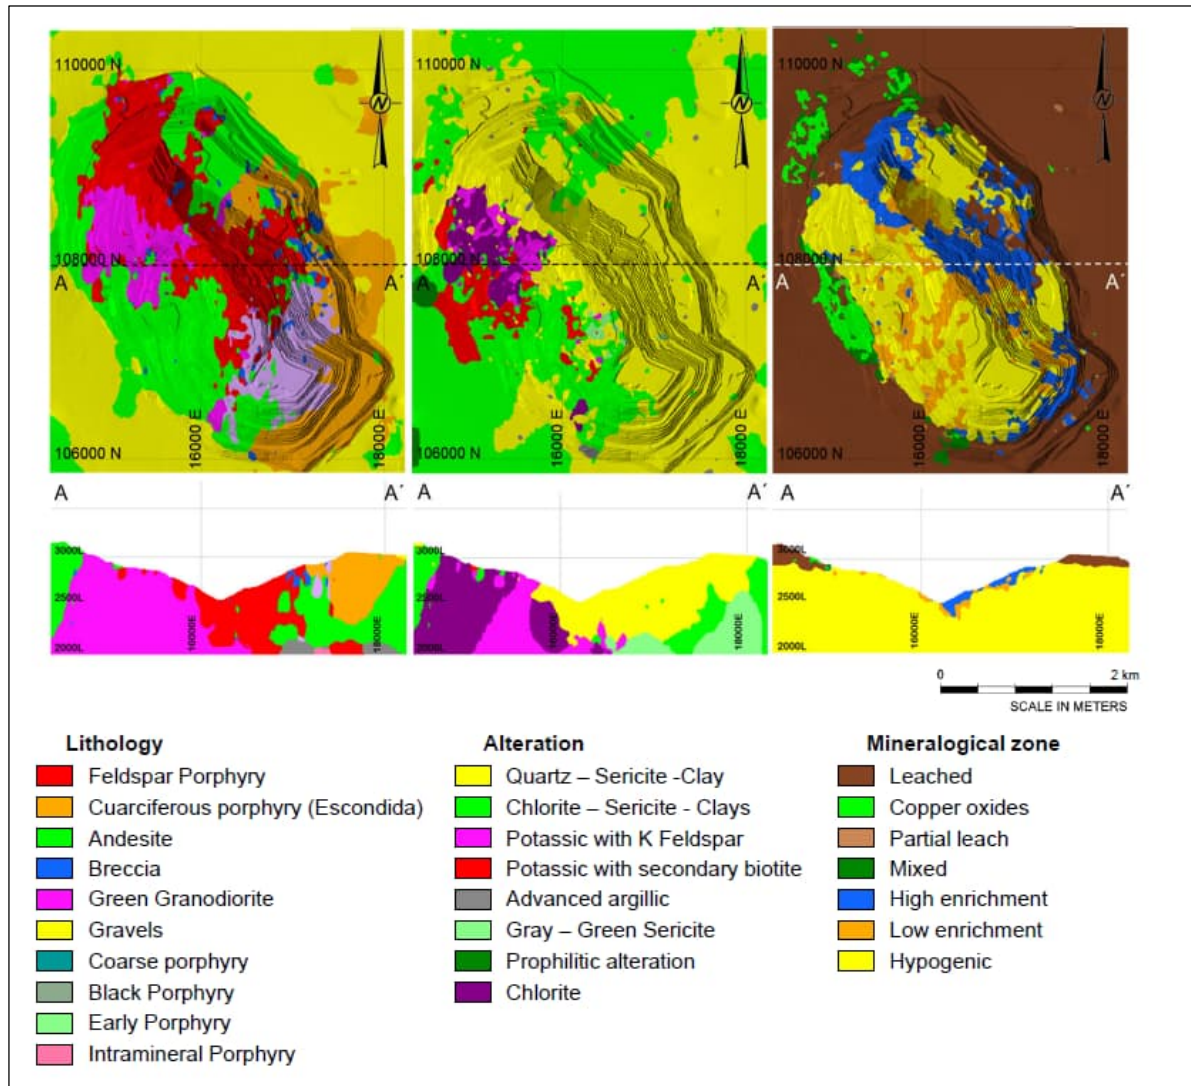 110000 N
N
108000 N
A
A´
16000 E
18000 E
106000 N
110000 N
N
108000 N
A
A´
16000 E
18000 E
106000 N
110000 N
N
108000 N
A
A´
16000 E
18000 E
106000 N
A
A´
3000L
2500L
2000L
16000E
18000E
A
A´
3000L
2500L
2000L
16000E
18000E
A
A´
3000L
2500L
2000L
16000E
18000E
0 2 km
SCALE IN METERS
Lithology
Feldspar Porphyry
Cuarciferous porphyry (Escondida)
Andesite
Breccia
Green Granodiorite
Gravels
Coarse porphyry
Black Porphyry
Early Porphyry
Intramineral Porphyry
Alteration
Quartz – Sericite -Clay
Chlorite – Sericite - Clays
Potassic with K Feldspar
Potassic with secondary biotite
Advanced argillic
Gray – Green Sericite
Prophilitic alteration
Chlorite
Mineralogical zone
Leached
Copper oxides
Partial leach
Mixed
High enrichment
Low enrichment
Hypogenic